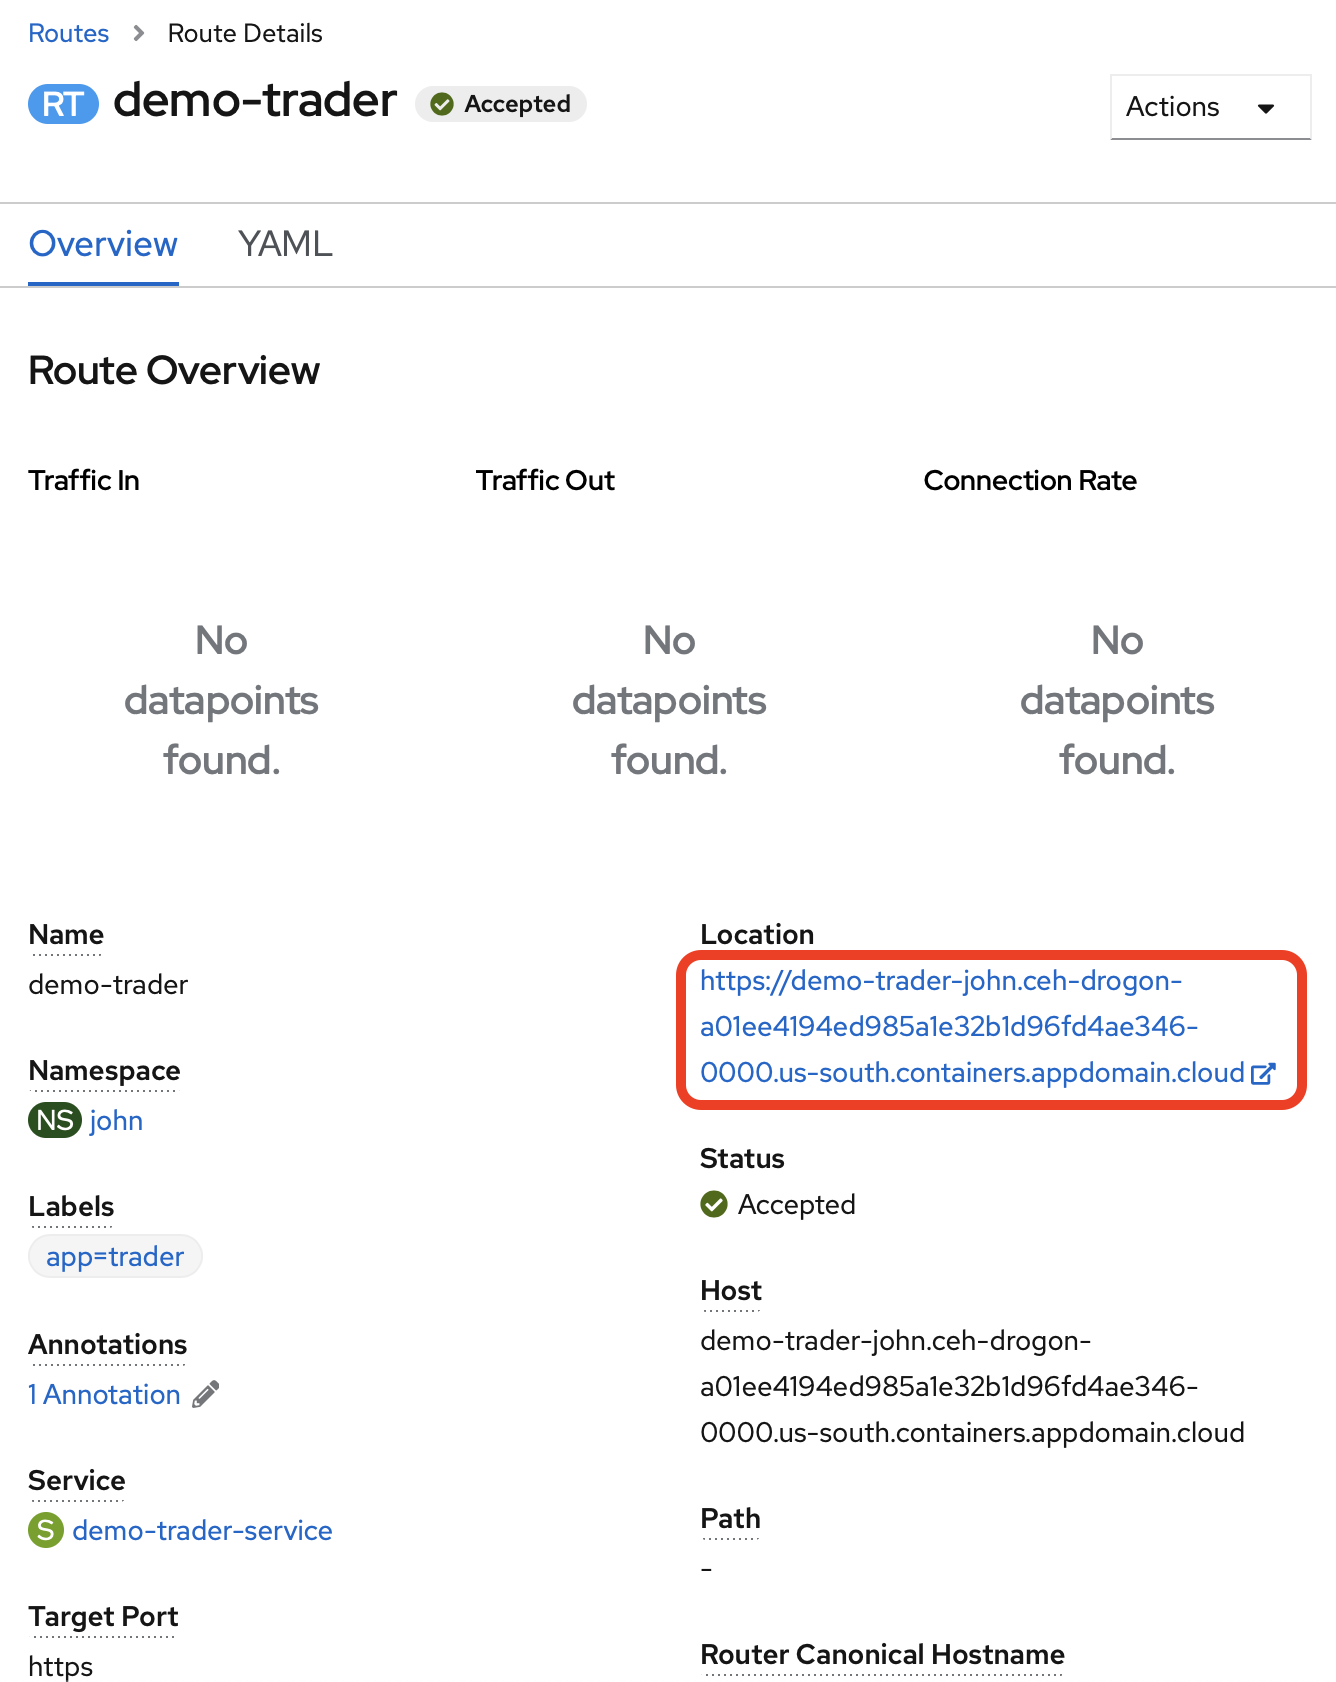 Routes > Route Details
RT demo-trader Accepted
Actions
Overview YAML
Route Overview
Traffic In
Traffic Out
Connection Rate
No
datapoints
found.
No
datapoints
found.
No
datapoints
found.
Name
demo-trader
Namespace
NS john
Labels
app=trader
Annotations
1 Annotation
Service
S demo-trader-service
Target Port
https
Location
https://demo-trader-john.ceh-drogon-
a01ee4194ed985a1e32b1d96fd4ae346-
0000.us-south.containers.appdomain.cloud
Status
Accepted
Host
demo-trader-john.ceh-drogon-
a01ee4194ed985a1e32b1d96fd4ae346-
0000.us-south.containers.appdomain.cloud
Path
-
Router Canonical Hostname